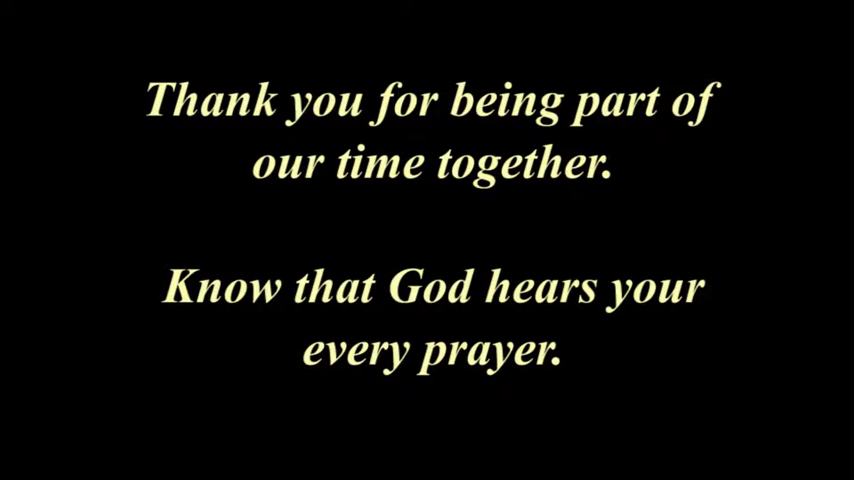 Thank you for being part of
our time together.
Know that God hears your
every prayer.